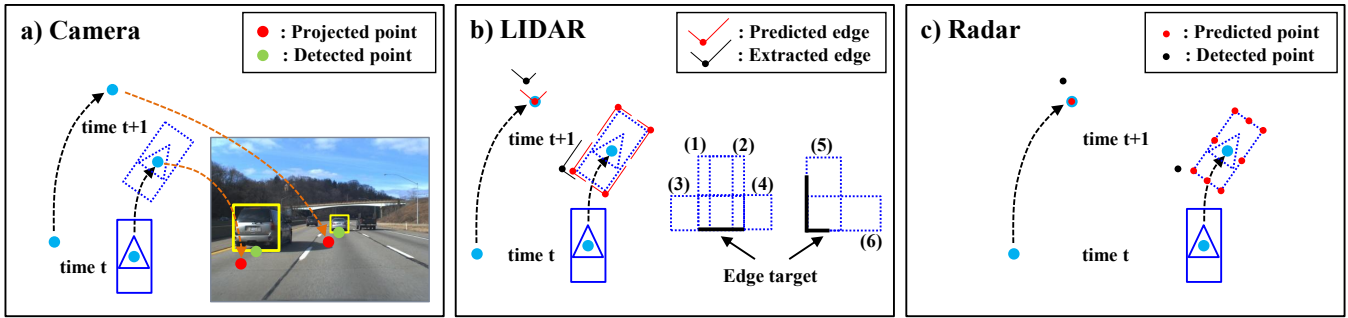 a) Camera
: Projected point
: Detected point
time t+1
time t
b) LIDAR
: Predicted edge
: Extracted edge
time t+1
(1)
(2)
(3)
(4)
(5)
(6)
time t
Edge target
c) Radar
: Predicted point
: Detected point
time t+1
time t